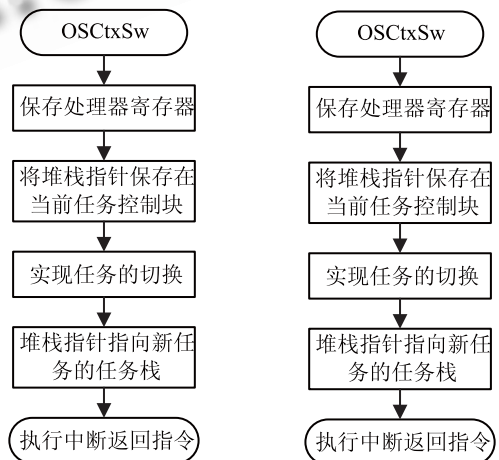 OSCtxSw
保存处理器寄存器
将堆栈指针保存在
当前任务控制块
实现任务的切换
堆栈指针指向新任
务的任务栈
执行中断返回指令
OSCtxSw
保存处理器寄存器
将堆栈指针保存在
当前任务控制块
实现任务的切换
堆栈指针指向新任
务的任务栈
执行中断返回指令